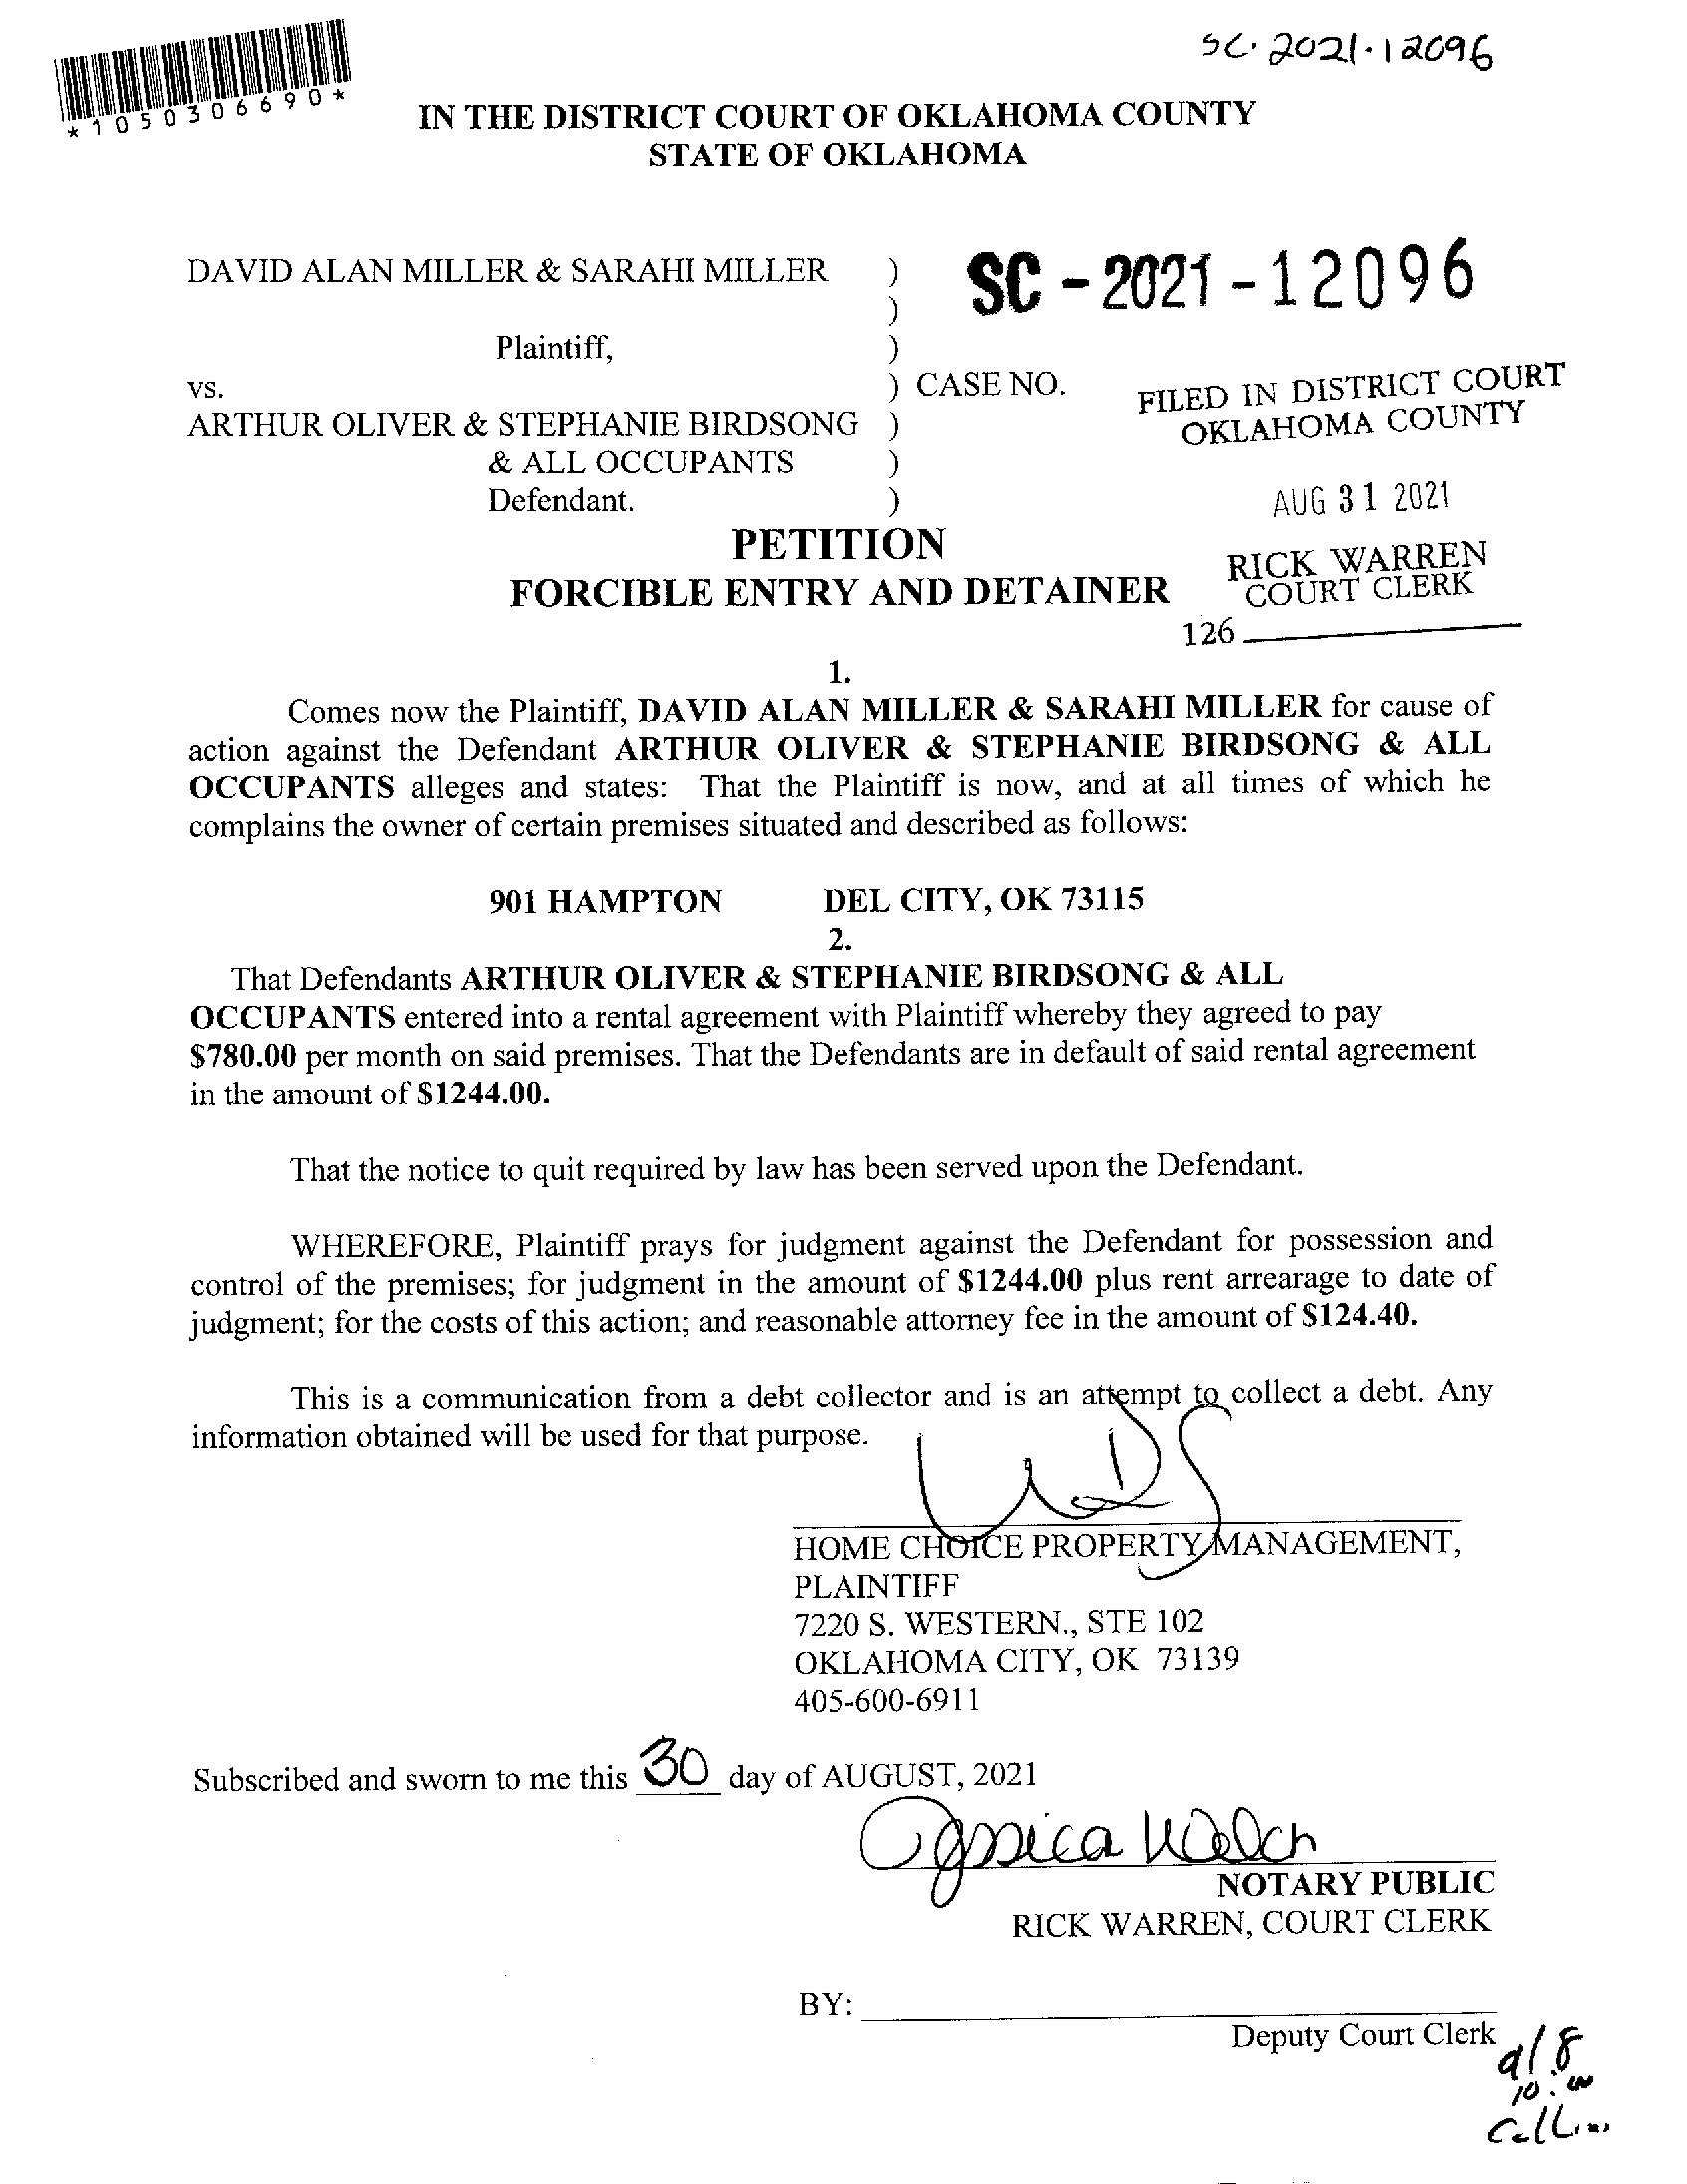 SC-2021-12096
*1050306690*
IN THE DISTRICT COURT OF OKLAHOMA COUNTY
STATE OF OKLAHOMA
DAVID ALAN MILLER & SARAHI MILLER )
SC - 2021 - 12096
)
Plaintiff, )
vs. ) CASE NO.
FILED IN DISTRICT COURT
OKLAHOMA COUNTY
ARTHUR OLIVER & STEPHANIE BIRDSONG )
& ALL OCCUPANTS )
Defendant. )
AUG 31 2021
PETITION
RICK WARREN
COURT CLERK
FORCIBLE ENTRY AND DETAINER
126
1.
Comes now the Plaintiff, DAVID ALAN MILLER & SARAHI MILLER for cause of
action against the Defendant ARTHUR OLIVER & STEPHANIE BIRDSONG & ALL
OCCUPANTS alleges and states: That the Plaintiff is now, and at all times of which he
complains the owner of certain premises situated and described as follows:
901 HAMPTON DEL CITY, OK 73115
2.
That Defendants ARTHUR OLIVER & STEPHANIE BIRDSONG & ALL
OCCUPANTS entered into a rental agreement with Plaintiff whereby they agreed to pay
$780.00 per month on said premises. That the Defendants are in default of said rental agreement
in the amount of $1244.00.
That the notice to quit required by law has been served upon the Defendant.
WHEREFORE, Plaintiff prays for judgment against the Defendant for possession and
control of the premises; for judgment in the amount of $1244.00 plus rent arrearage to date of
judgment; for the costs of this action; and reasonable attorney fee in the amount of $124.40.
This is a communication from a debt collector and is an attempt to collect a debt. Any
information obtained will be used for that purpose.
HOME CHOICE PROPERTY MANAGEMENT,
PLAINTIFF
7220 S. WESTERN., STE 102
OKLAHOMA CITY, OK 73139
405-600-6911
Subscribed and sworn to me this 30 day of AUGUST, 2021
Jessica Welch
NOTARY PUBLIC
RICK WARREN, COURT CLERK
BY:
Deputy Court Clerk
9/8